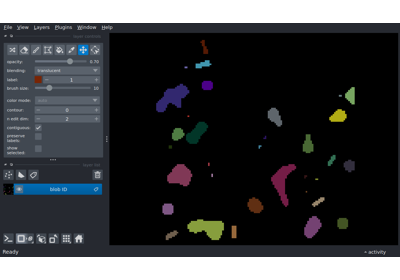 File View Layers Plugins Window Help
opacity: 0.70
blending: translucent
label: 1
brush size: 10
color mode:
contour: 0
n edit dim: 2
contiguous:
preserve labels:
show selected:
blob ID
Ready
activity